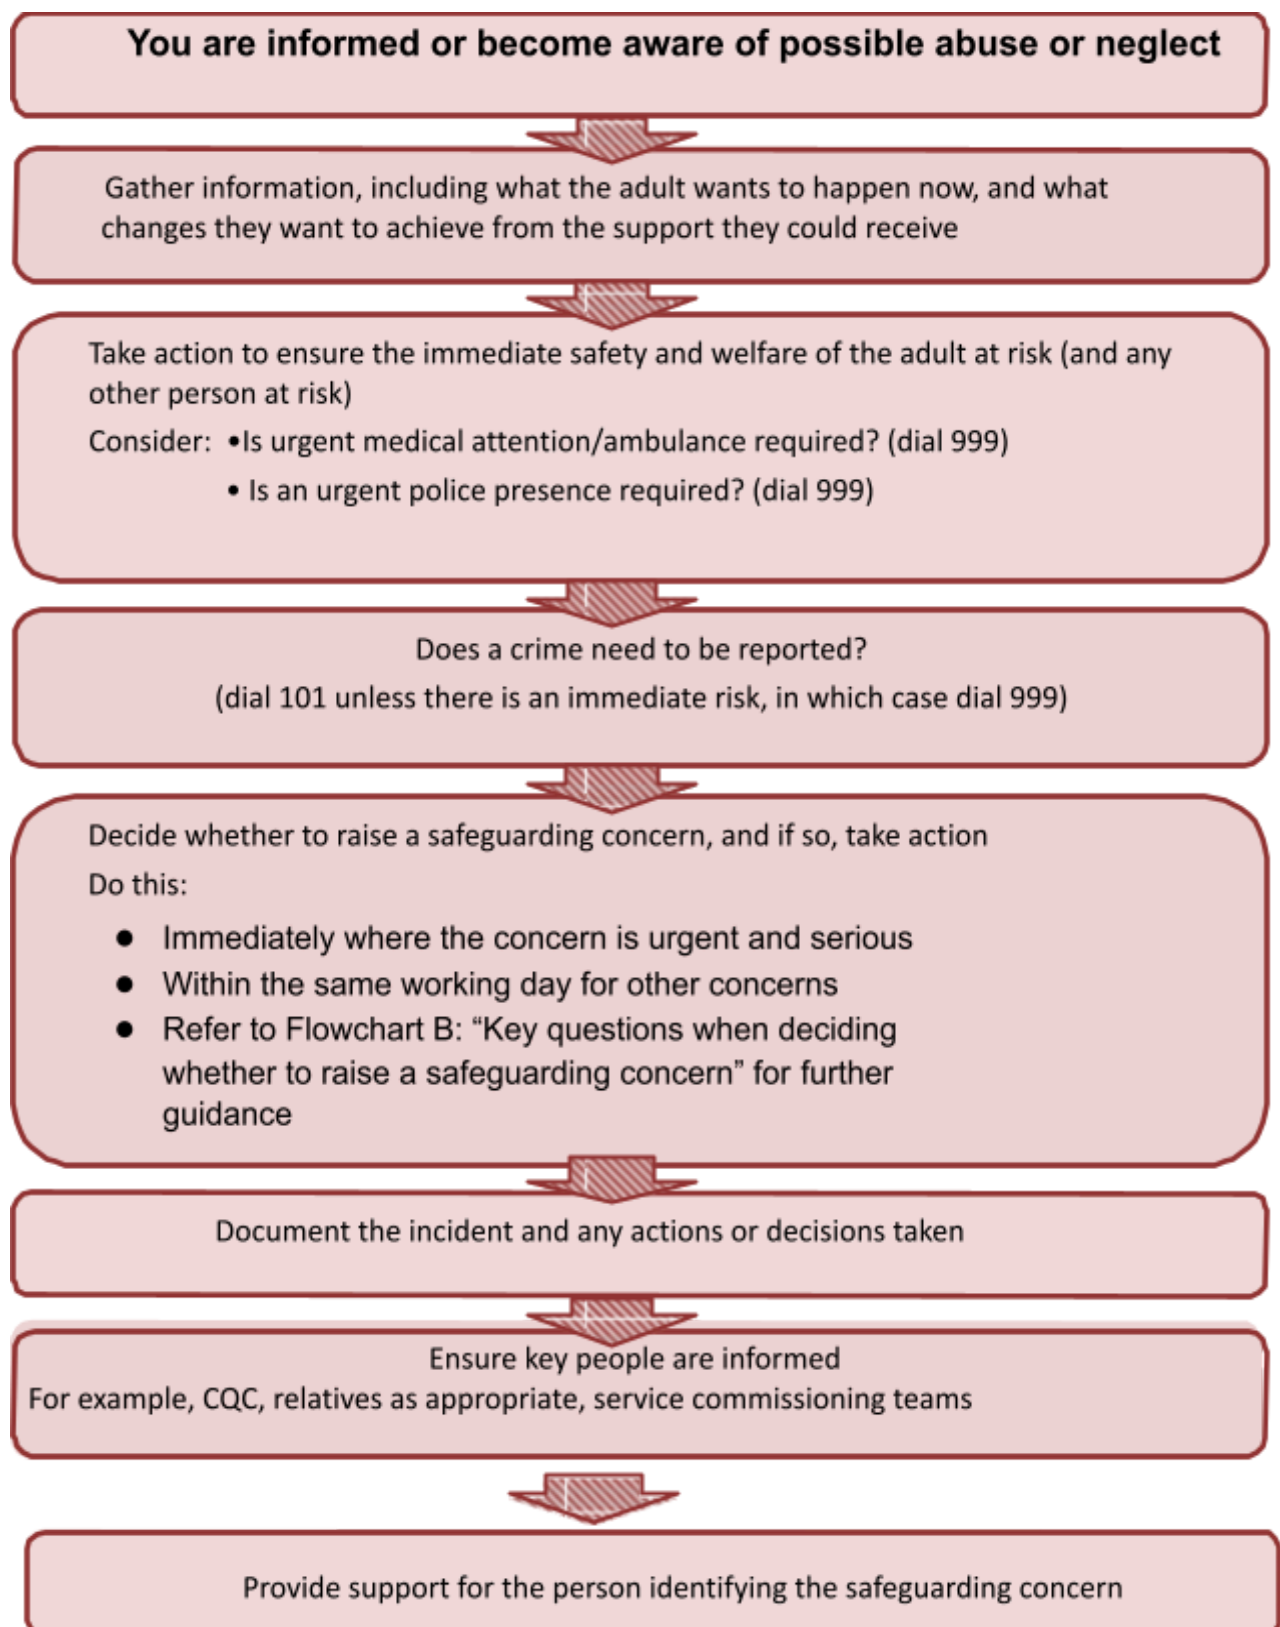 You are informed or become aware of possible abuse or neglect
Gather information, including what the adult wants to happen now, and what
changes they want to achieve from the support they could receive
Take action to ensure the immediate safety and welfare of the adult at risk (and any
other person at risk)
Consider: •Is urgent medical attention/ambulance required? (dial 999)
• Is an urgent police presence required? (dial 999)
Does a crime need to be reported?
(dial 101 unless there is an immediate risk, in which case dial 999)
Decide whether to raise a safeguarding concern, and if so, take action
Do this:
● Immediately where the concern is urgent and serious
● Within the same working day for other concerns
● Refer to Flowchart B: “Key questions when deciding
whether to raise a safeguarding concern” for further
guidance
Document the incident and any actions or decisions taken
Ensure key people are informed
For example, CQC, relatives as appropriate, service commissioning teams
Provide support for the person identifying the safeguarding concern